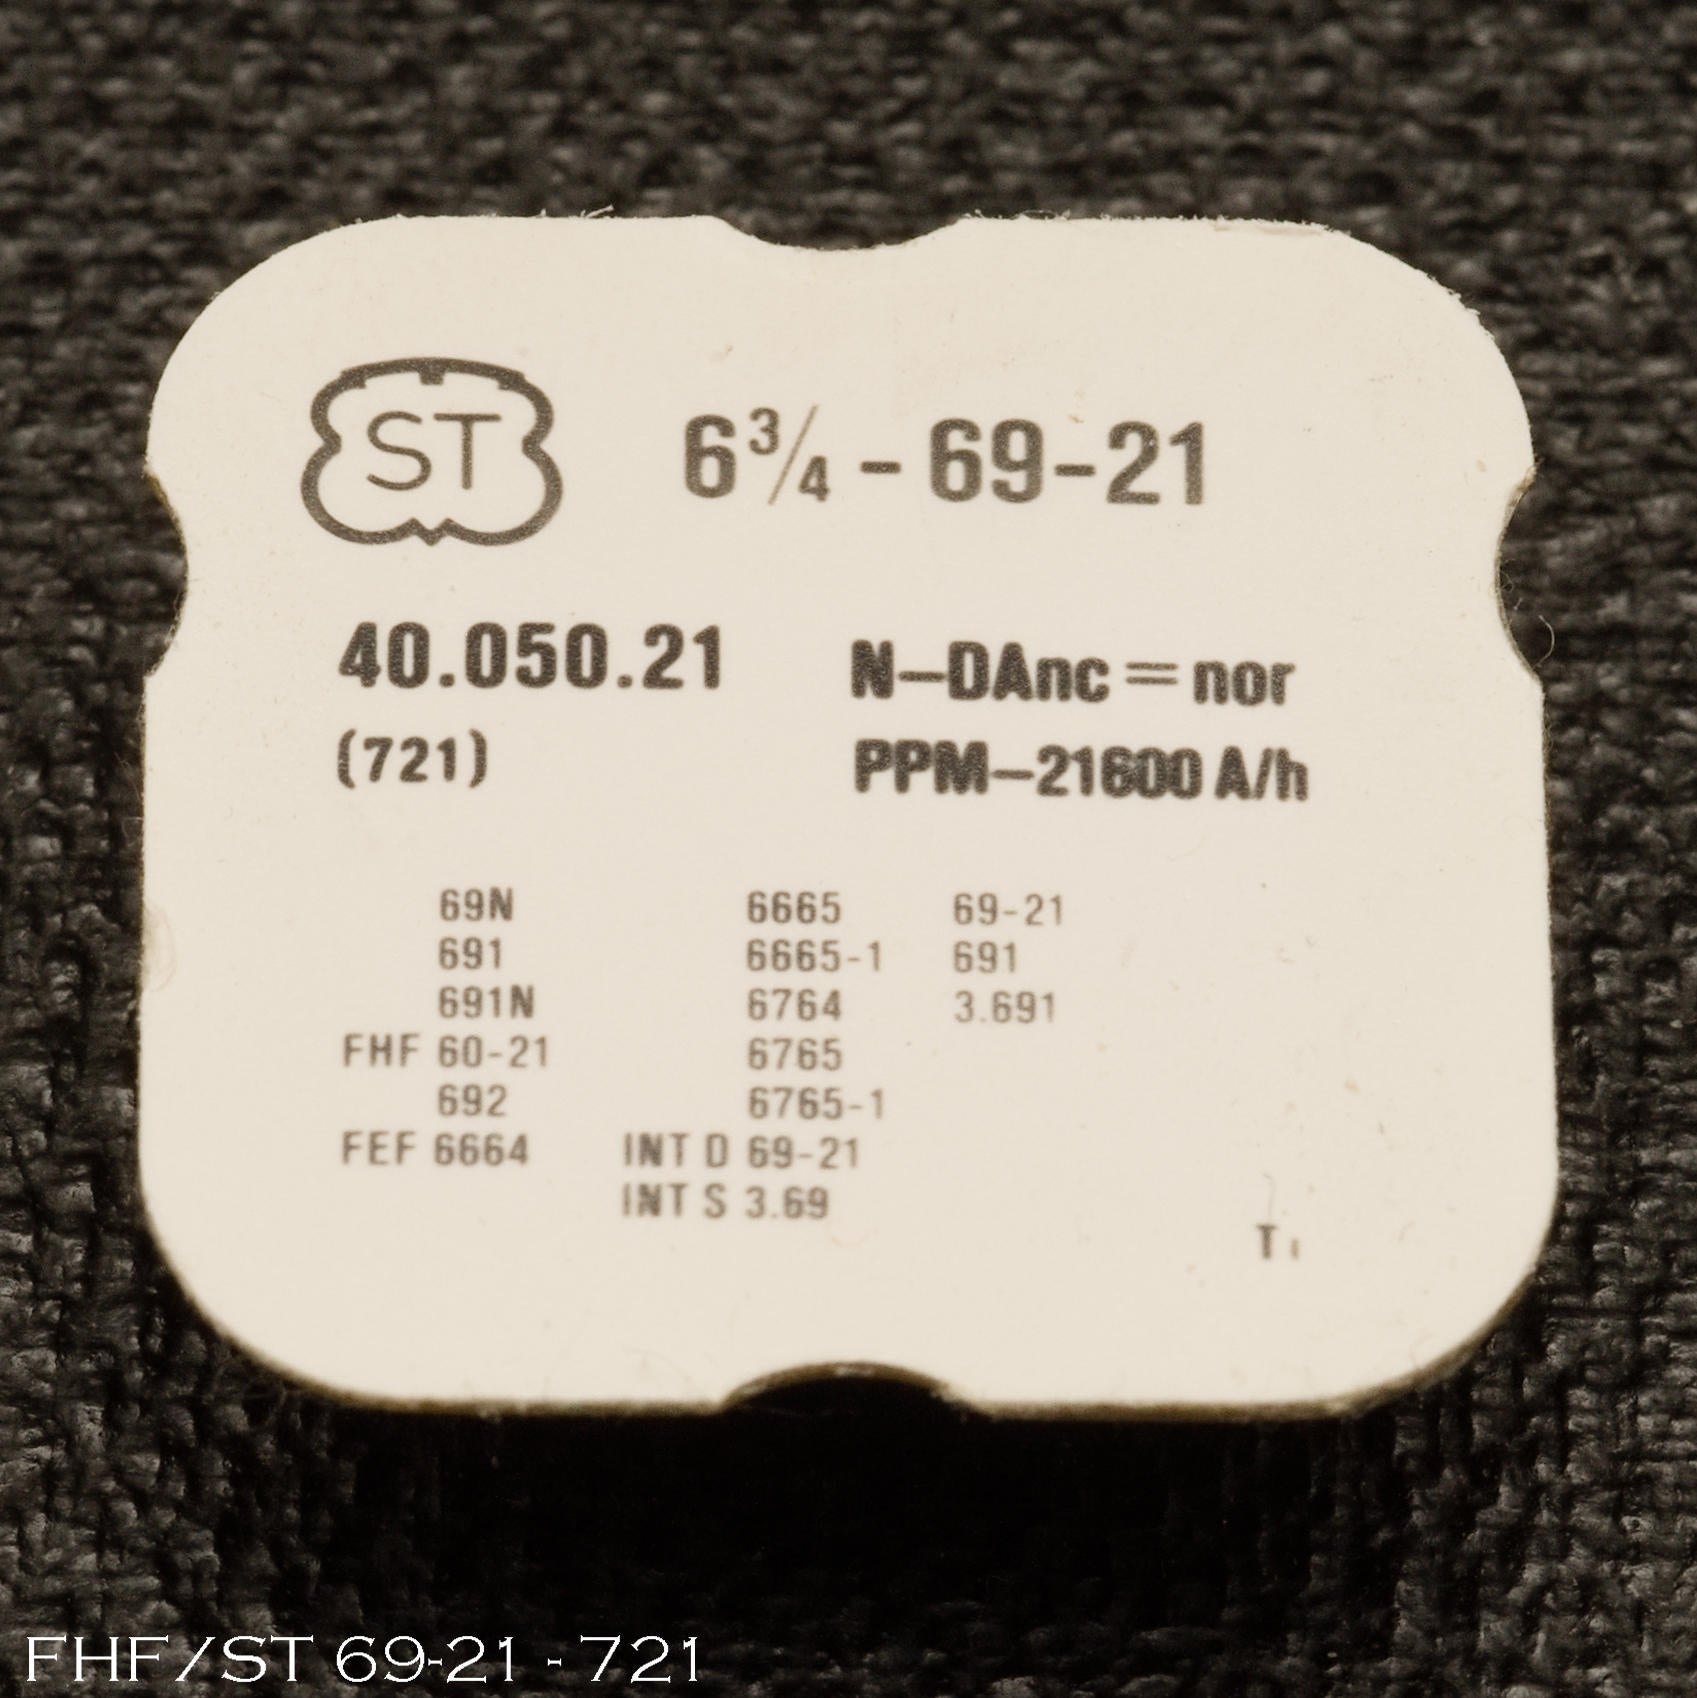 ST 6 3/4 - 69-21
40.050.21 N-DAnc = nor
(721) PPM-21600 A/h
69N 6665 69-21
691 6665-1 691
691N 6764 3.691
FHF 60-21 6765
692 6765-1
FEF 6664 INT D 69-21
INT S 3.69
T
FHF/ST 69-21 - 721